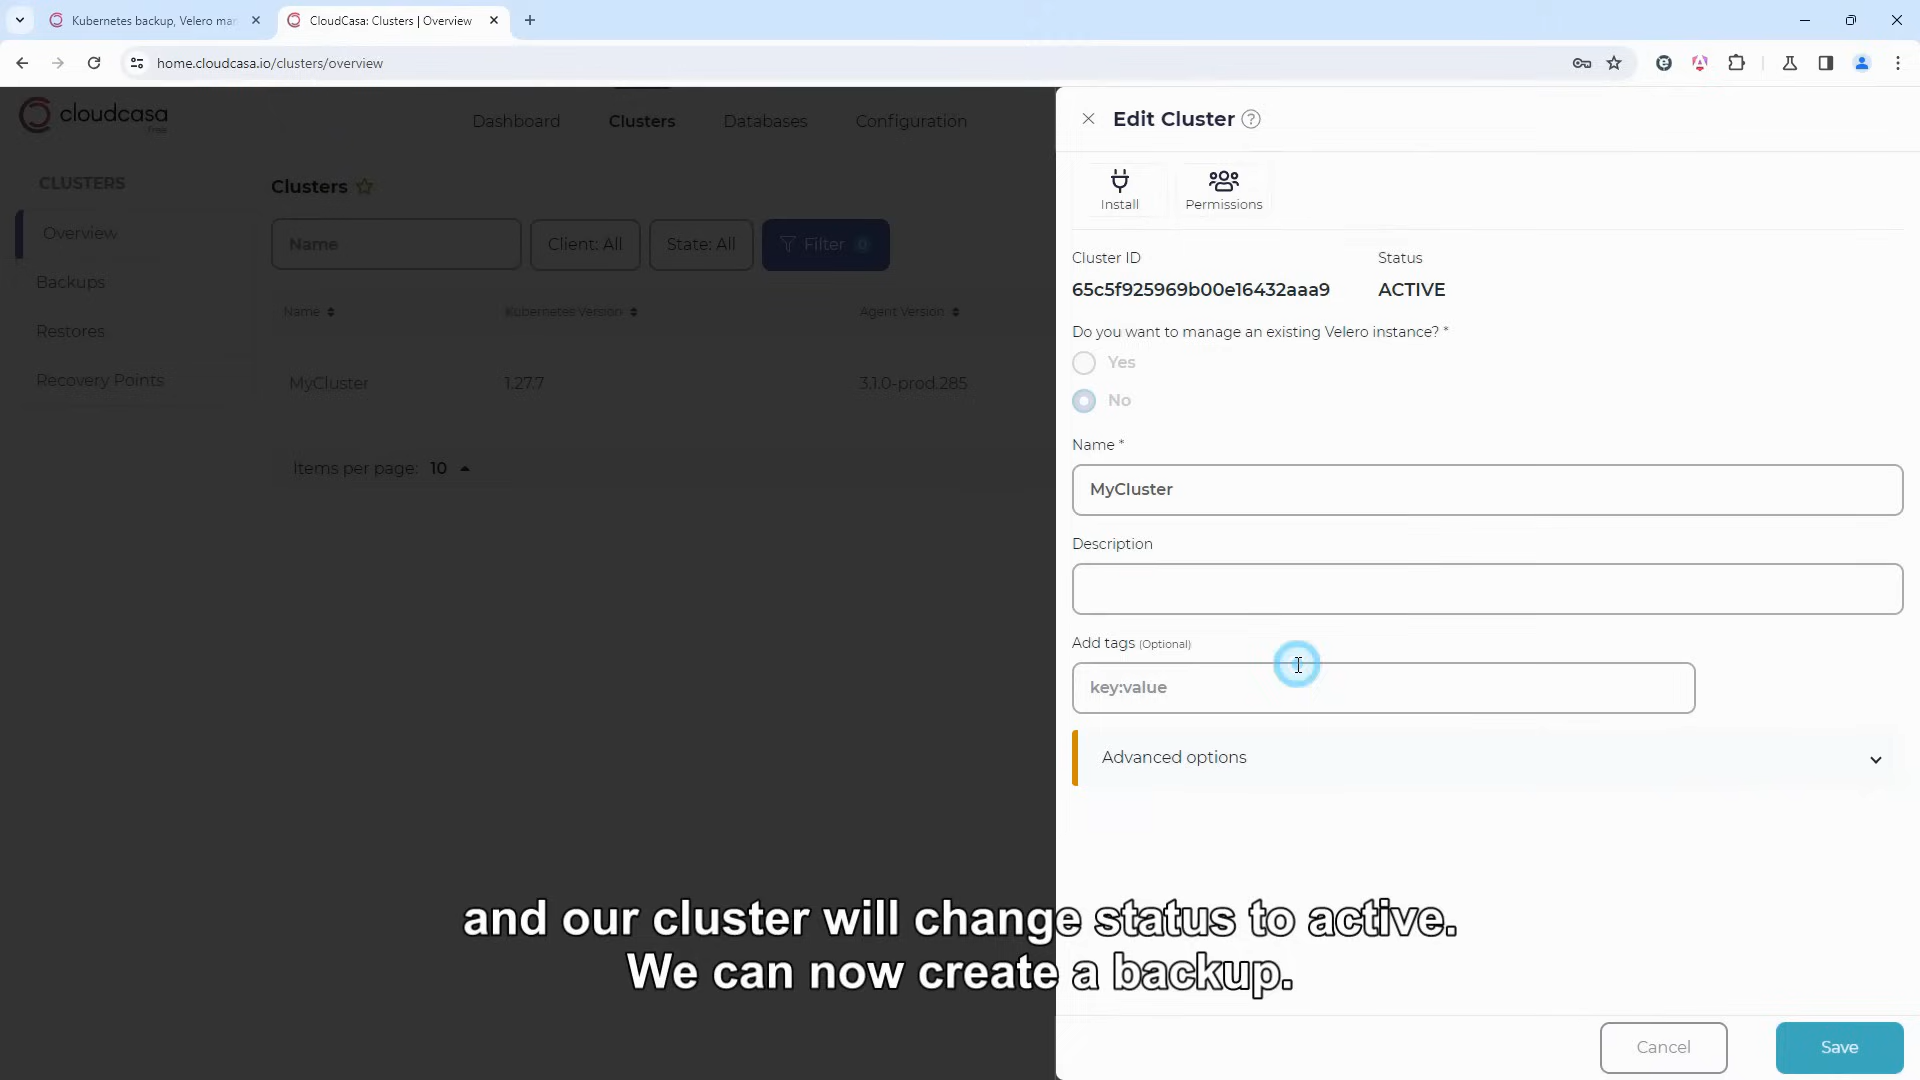 Kubernetes backup, Velero mar
CloudCasa: Clusters | Overview
home.cloudcasa.io/clusters/overview
cloudcasa
Free
Dashboard
Clusters
Databases
Configuration
CLUSTERS
Overview
Backups
Restores
Recovery Points
Clusters
Name
Client: All
State: All
Filter 0
Name
Kubernetes Version
Agent Version
MyCluster
1.27.7
3.1.0-prod.285
Items per page: 10
Edit Cluster ?
Install
Permissions
Cluster ID
Status
65c5f925969b00e16432aaa9
ACTIVE
Do you want to manage an existing Velero instance? *
Yes
No
Name *
MyCluster
Description
Add tags (Optional)
key:value
Advanced options
and our cluster will change status to active.
We can now create a backup.
Cancel
Save